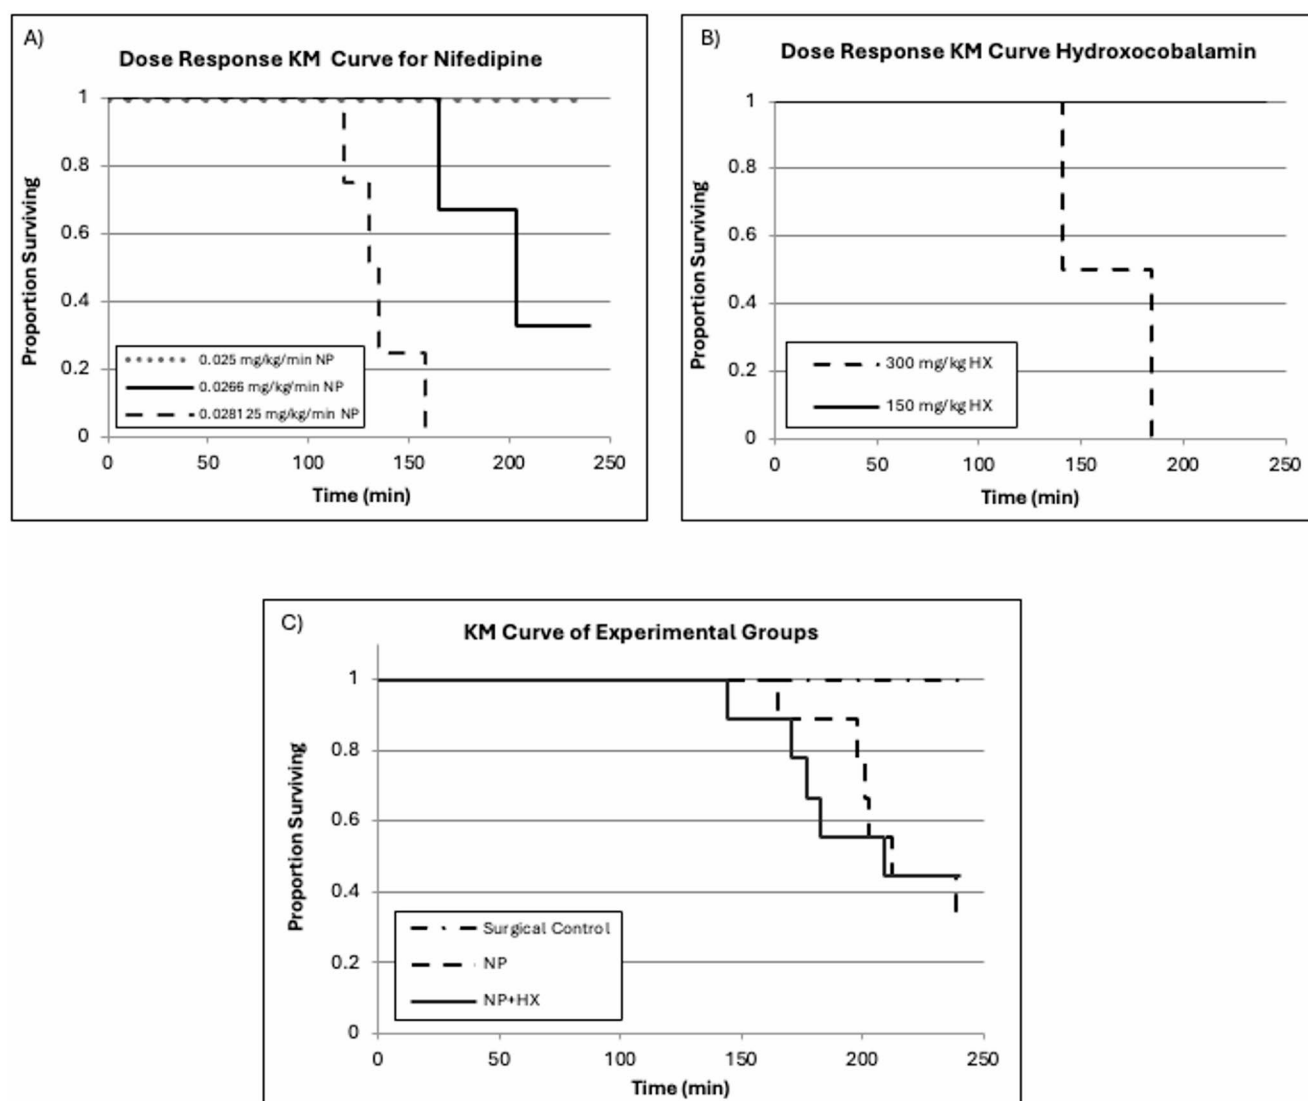 A)
Dose Response KM Curve for Nifedipine
1
0.8
0.6
0.4
0.2
0
Proportion Surviving
0.025 mg/kg/min NP
0.0266 mg/kg/min NP
0.028125 mg/kg/min NP
0 50 100 150 200 250
Time (min)
B)
Dose Response KM Curve Hydroxocobalamin
1
0.8
0.6
0.4
0.2
0
Proportion Surviving
300 mg/kg HX
150 mg/kg HX
0 50 100 150 200 250
Time (min)
C)
KM Curve of Experimental Groups
1
0.8
0.6
0.4
0.2
0
Proportion Surviving
Surgical Control
NP
NP+HX
0 50 100 150 200 250
Time (min)